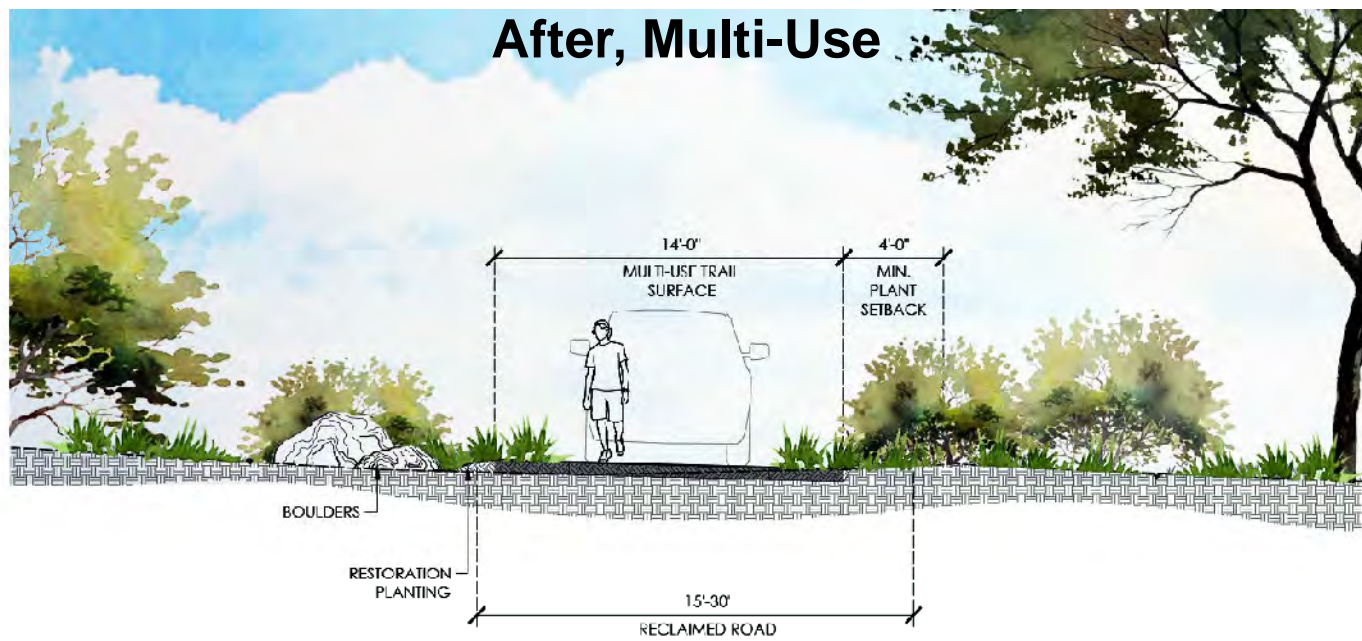 After, Multi-Use
14'-0"
MULTI-USE TRAIL
SURFACE
4'-0"
MIN.
PLANT
SETBACK
BOULDERS
RESTORATION
PLANTING
15'-30'
RECLAIMED ROAD